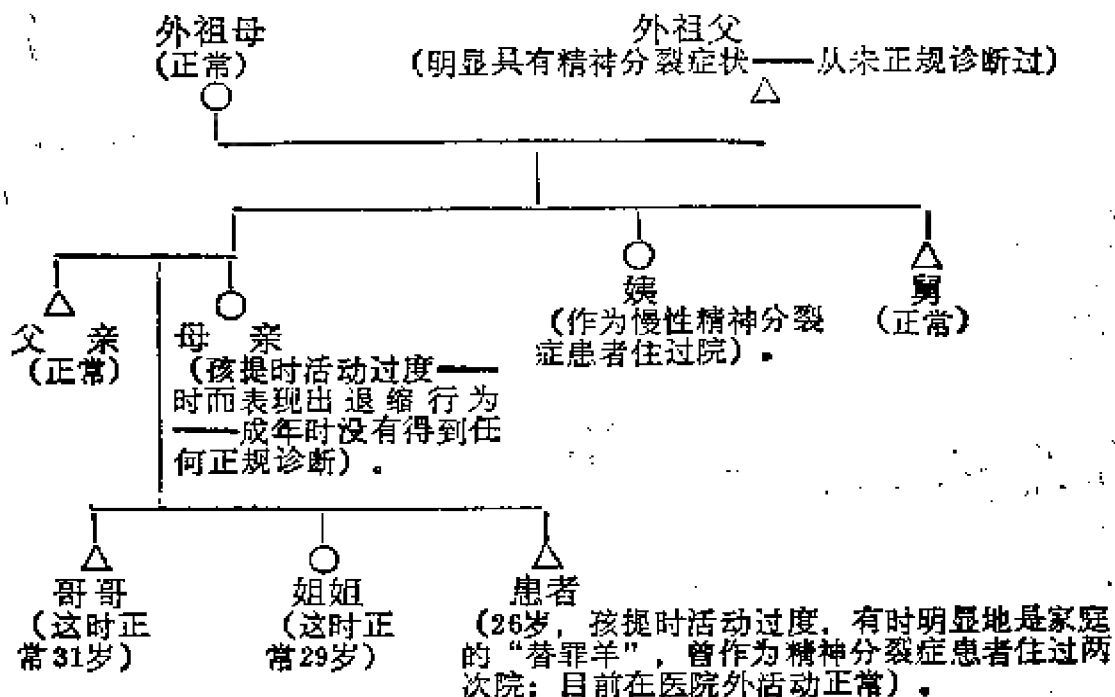 外祖母
(正常)
外祖父
(明显具有精神分裂症状——从未正规诊断过)
父 亲
(正常)
母 亲
(孩提时活动过度——
时而表现出退缩行为
——成年时没有得到任
何正规诊断)。
姨
(作为慢性精神分裂
症患者住过院)。
舅
(正常)
哥哥
(这时正
常31岁)
姐姐
(这时正
常29岁)
患者
(26岁，孩提时活动过度，有时明显地是家庭
的“替罪羊”，曾作为精神分裂症患者住过两
次院；目前在医院外活动正常)。